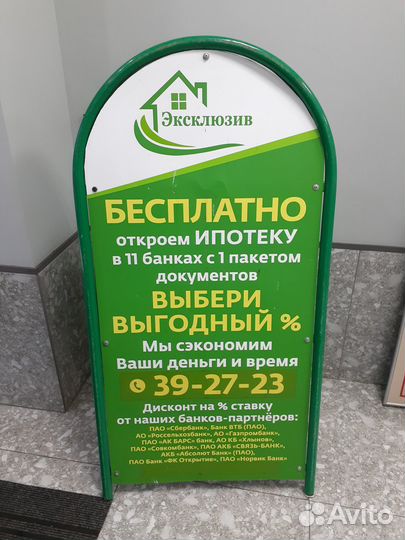 Эксклюзив
БЕСПЛАТНО
откроем ИПОТЕКУ
в 11 банках с 1 пакетом
документов
ВЫБЕРИ
ВЫГОДНЫЙ %
Мы сэкономим
Ваши деньги и время
39-27-23
Дисконт на % ставку
от наших банков-партнёров:
ПАО «Сбербанк», Банк ВТБ (ПАО),
АО «Россельхозбанк», АО «Газпромбанк»,
ПАО «АК БАРС» банк, АО КБ «Хлынов»,
ПАО «Совкомбанк», ПАО АКБ «СВЯЗЬ-БАНК»,
АКБ «Абсолют Банк» (ПАО),
ПАО Банк «ФК Открытие», ПАО «Норвик Банк»
Avito